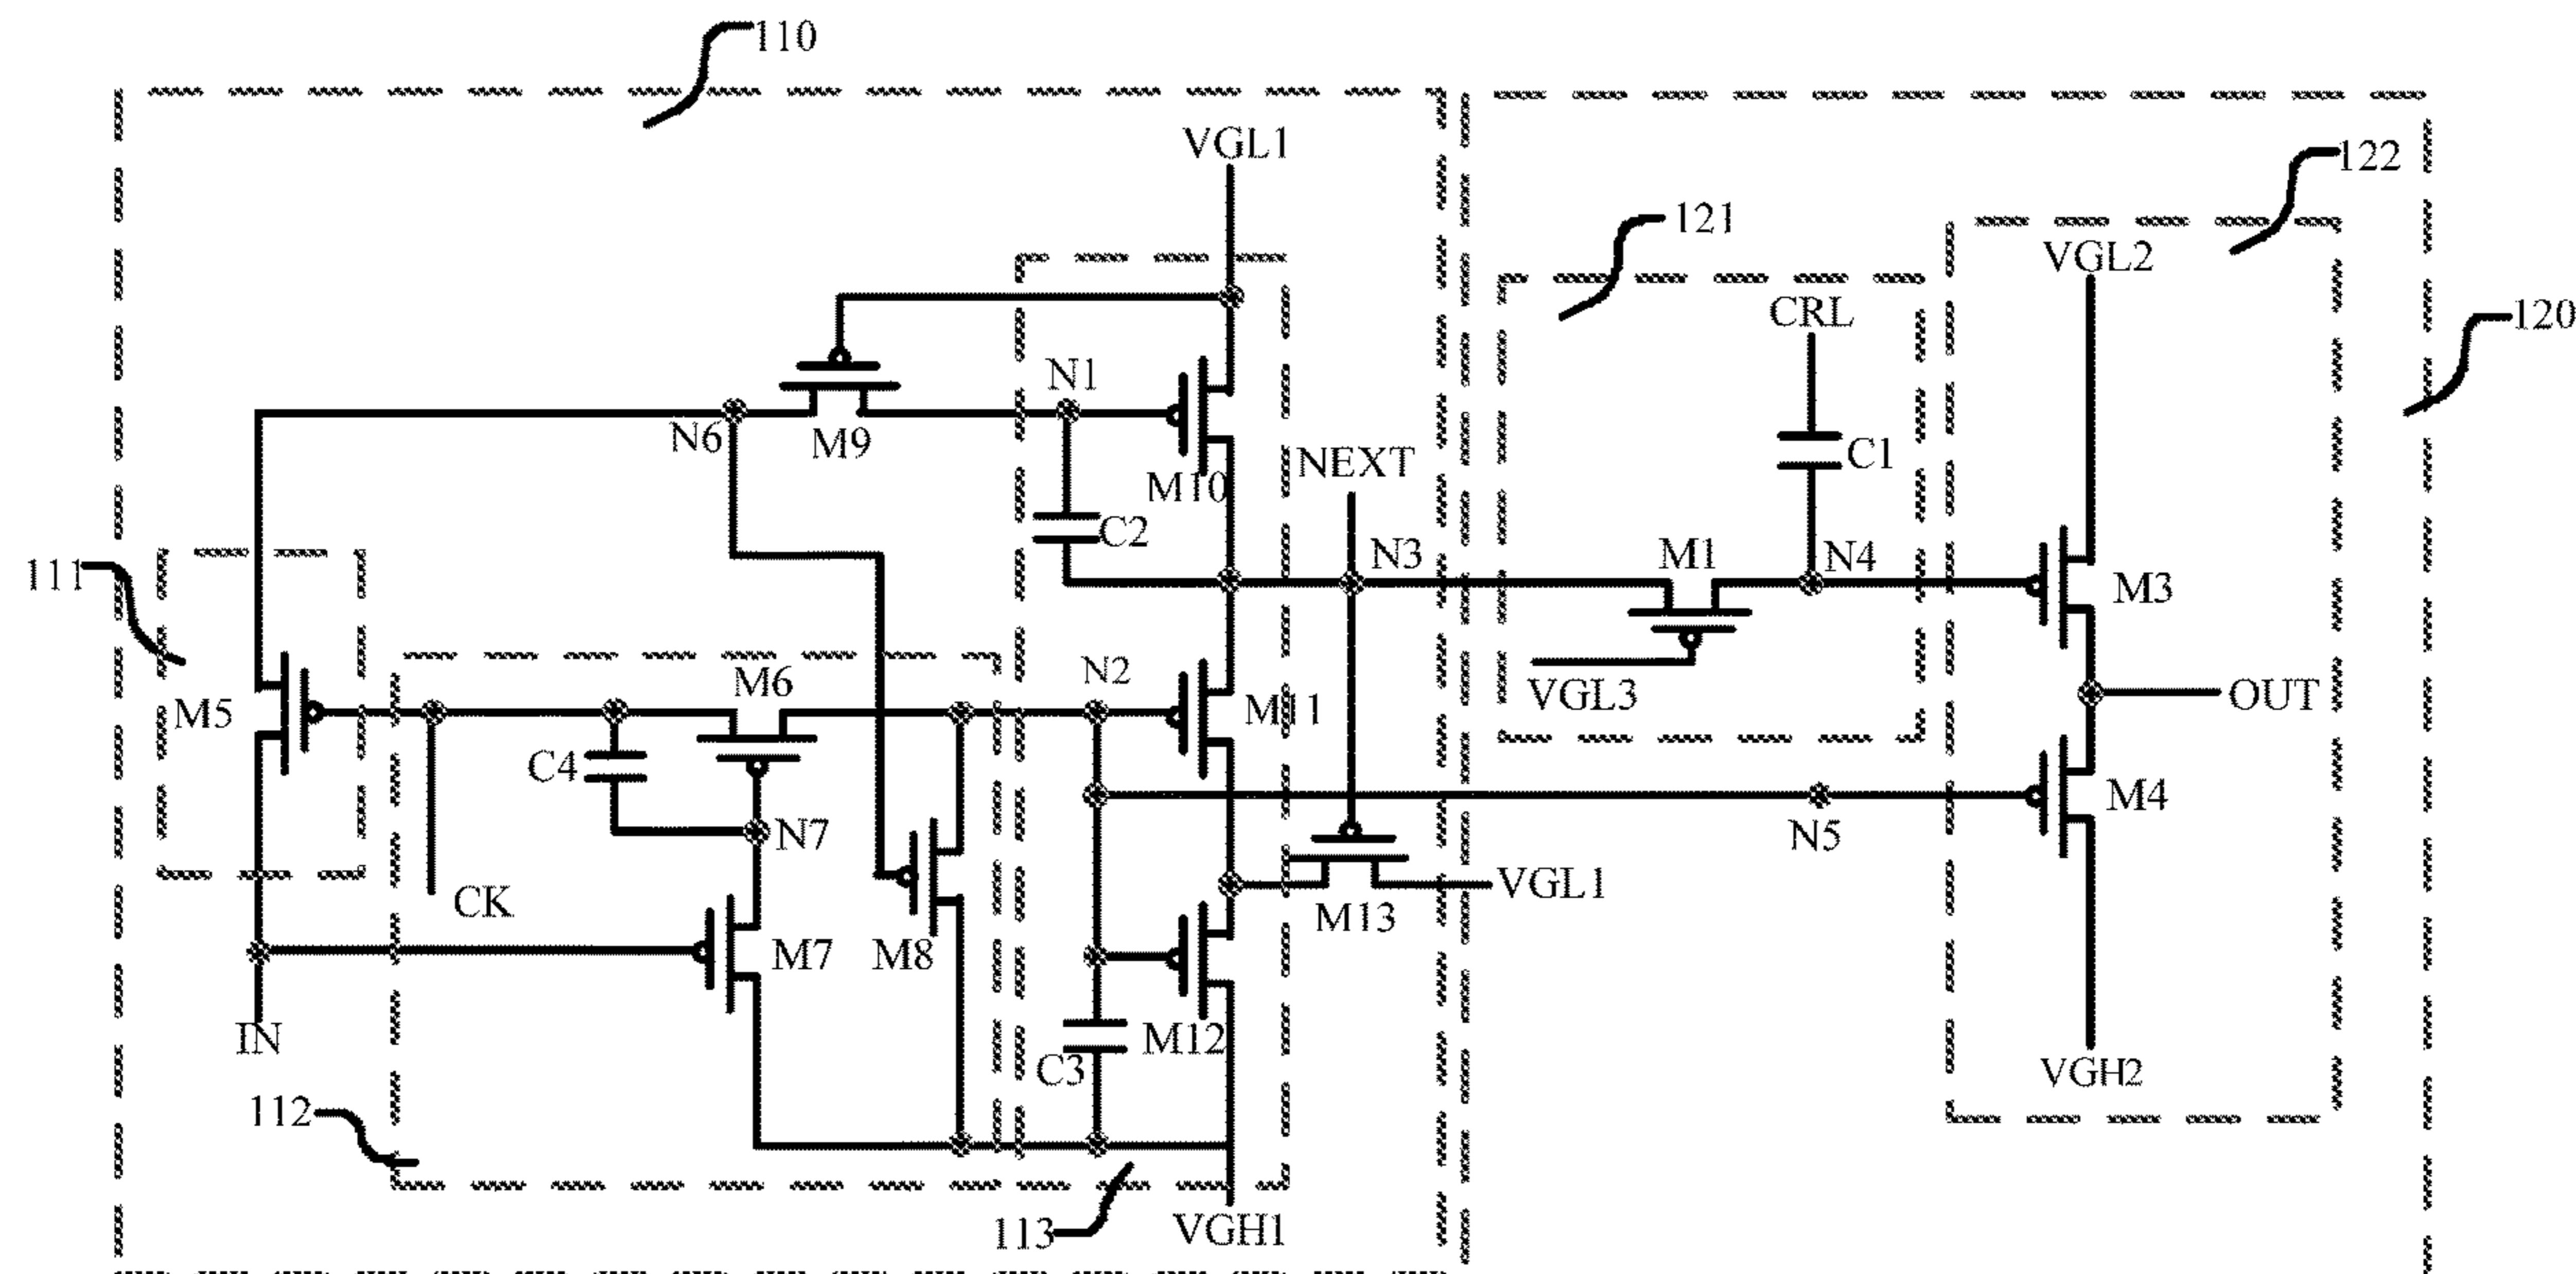 110
VGL1
122
121
VGL2
CRL
120
N1
N6
M9
M10
NEXT
C1
C2
N3
M1
N4
111
M3
M6
N2
M5
M11
VGL3
OUT
C4
M4
N7
N5
CK
VGL1
M13
M7
M8
IN
M12
C3
VGH2
112
113
VGH1